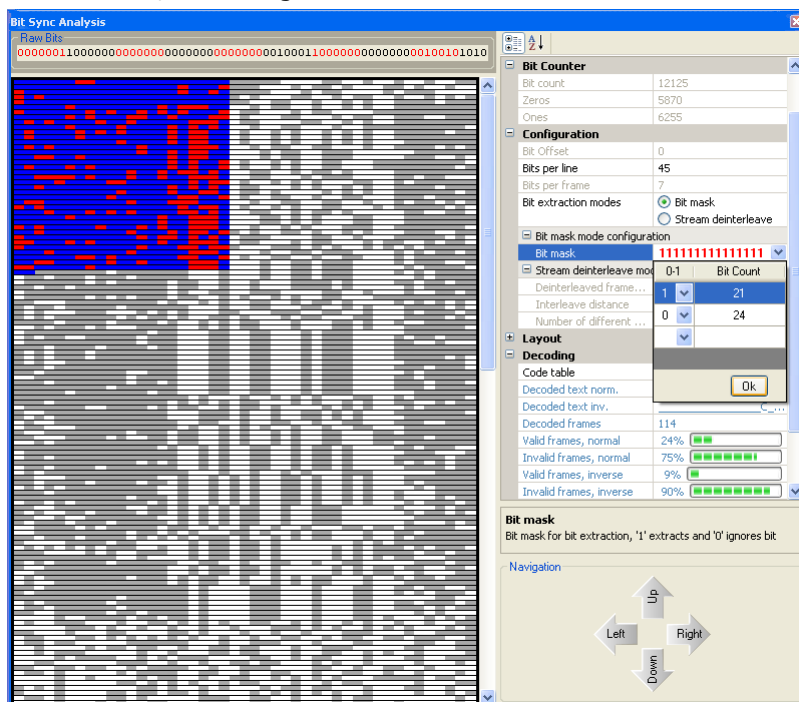 Bit Sync Analysis
Raw Bits
0000001100000000000000000000000000000100011000000000000000100101010
Bit Counter
Bit count 12125
Zeros 5870
Ones 6255
Configuration
Bit Offset 0
Bits per line 45
Bits per frame 7
Bit extraction modes Bit mask
Stream deinterleave
Bit mask mode configuration
Bit mask 111111111111111
Stream deinterleave mod
0-1 Bit Count
Deinterleaved frame...
1 21
Interleave distance
0 24
Number of different ...
Layout
Decoding
Code table
Ok
Decoded text norm.
Decoded text inv.
Decoded frames 114
Valid frames, normal 24%
Invalid frames, normal 75%
Valid frames, inverse 9%
Invalid frames, inverse 90%
Bit mask
Bit mask for bit extraction, '1' extracts and '0' ignores bit
Navigation
Up
Left Right
Down